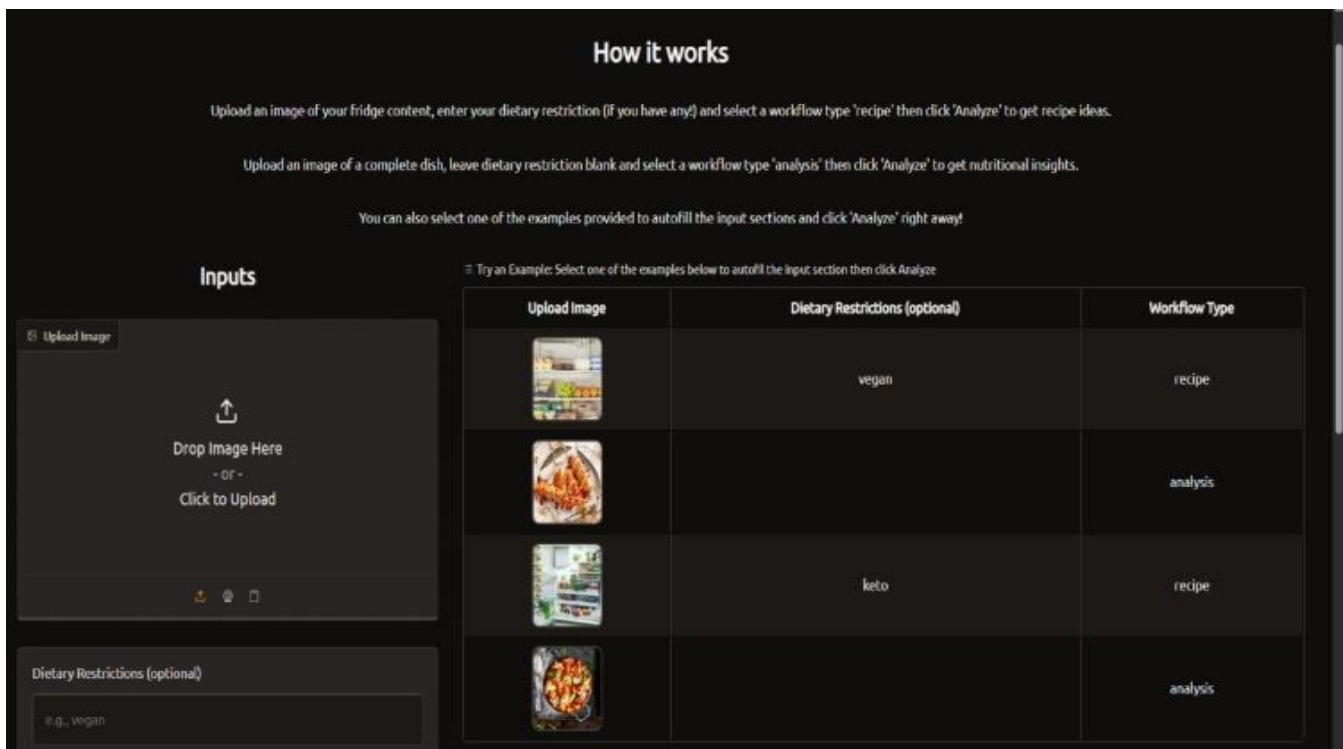 How it works
Upload an image of your fridge content, enter your dietary restriction (if you have any!) and select a workflow type 'recipe' then click 'Analyze' to get recipe ideas.
Upload an image of a complete dish, leave dietary restriction blank and select a workflow type 'analysis' then click 'Analyze' to get nutritional insights.
You can also select one of the examples provided to autofill the input sections and click 'Analyze' right away!
Inputs
Upload Image
Drop Image Here
- or -
Click to Upload
Dietary Restrictions (optional)
e.g., vegan
Try an Example: Select one of the examples below to autofil the input section then click Analyze
Upload Image Dietary Restrictions (optional) Workflow Type
vegan recipe
analysis
keto recipe
analysis